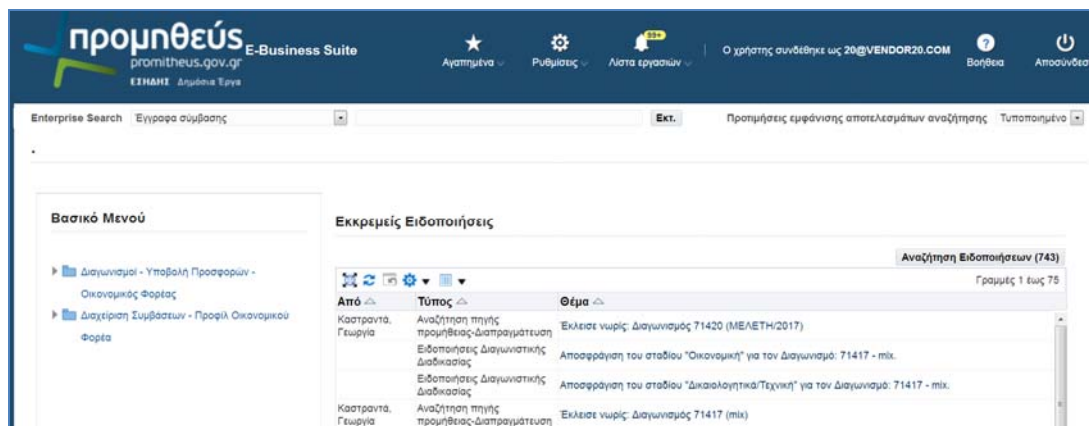 προμηθεύς E-Business Suite
promitheus.gov.gr
ΕΣΗΔΗΣ Δημόσια Έργα
Αγαπημένα
Ρυθμίσεις
99+
Λίστα εργασιών
Ο χρήστης συνδέθηκε ως 20@VENDOR20.COM
Βοήθεια
Αποσύνδεσ
Enterprise Search Έγγραφα σύμβασης
Εκτ.
Προτιμήσεις εμφάνισης αποτελεσμάτων αναζήτησης Τυποποιημένο
Βασικό Μενού
Διαγωνισμοί - Υποβολή Προσφορών -
Οικονομικός Φορέας
Διαχείριση Συμβάσεων - Προφίλ Οικονομικού
Φορέα
Εκκρεμείς Ειδοποιήσεις
Αναζήτηση Ειδοποιήσεων (743)
Γραμμές 1 έως 75
Από Τύπος Θέμα
Καστραντά, Γεωργία
Αναζήτηση πηγής προμήθειας-Διαπραγμάτευση
Έκλεισε νωρίς: Διαγωνισμός 71420 (ΜΕΛΕΤΗ/2017)
Ειδοποιήσεις Διαγωνιστικής Διαδικασίας
Αποσφράγιση του σταδίου "Οικονομική" για τον Διαγωνισμό: 71417 - mix.
Ειδοποιήσεις Διαγωνιστικής Διαδικασίας
Αποσφράγιση του σταδίου "Δικαιολογητικά/Τεχνική" για τον Διαγωνισμό: 71417 - mix.
Καστραντά, Γεωργία
Αναζήτηση πηγής προμήθειας-Διαπραγμάτευση
Έκλεισε νωρίς: Διαγωνισμός 71417 (mix)